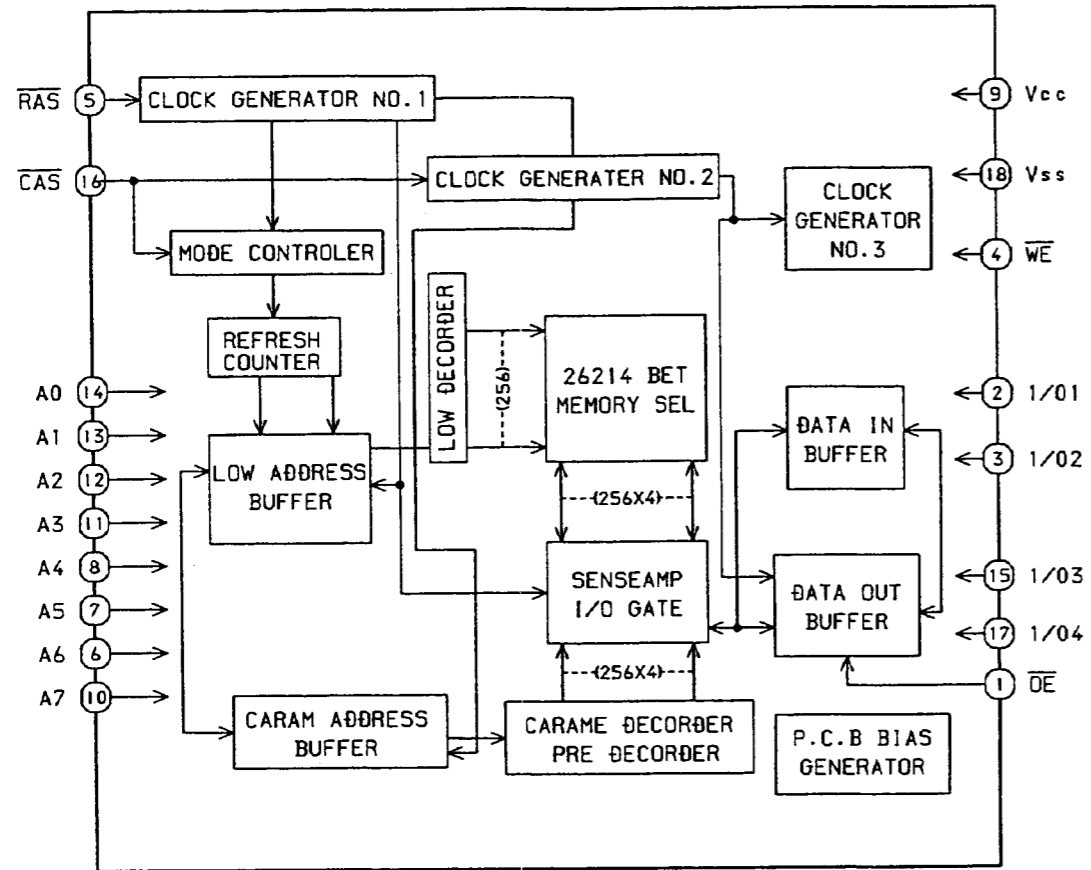 RAS 5 CLOCK GENERATOR NO.1 9 Vcc
CAS 16 CLOCK GENERATER NO.2 18 Vss
CLOCK
GENERATOR
NO.3
4 WE
MODE CONTROLER
REFRESH
COUNTER
LOW DECORDER
(256)
26214 BET
MEMORY SEL
A0 14
A1 13
A2 12
A3 11
A4 8
A5 7
A6 6
A7 10
LOW ADDRESS
BUFFER
(256X4)
SENSEAMP
I/O GATE
(256X4)
DATA IN
BUFFER
DATA OUT
BUFFER
2 1/01
3 1/02
15 1/03
17 1/04
1 OE
CARAM ADDRESS
BUFFER
CARAME DECORDER
PRE DECORDER
P.C.B BIAS
GENERATOR